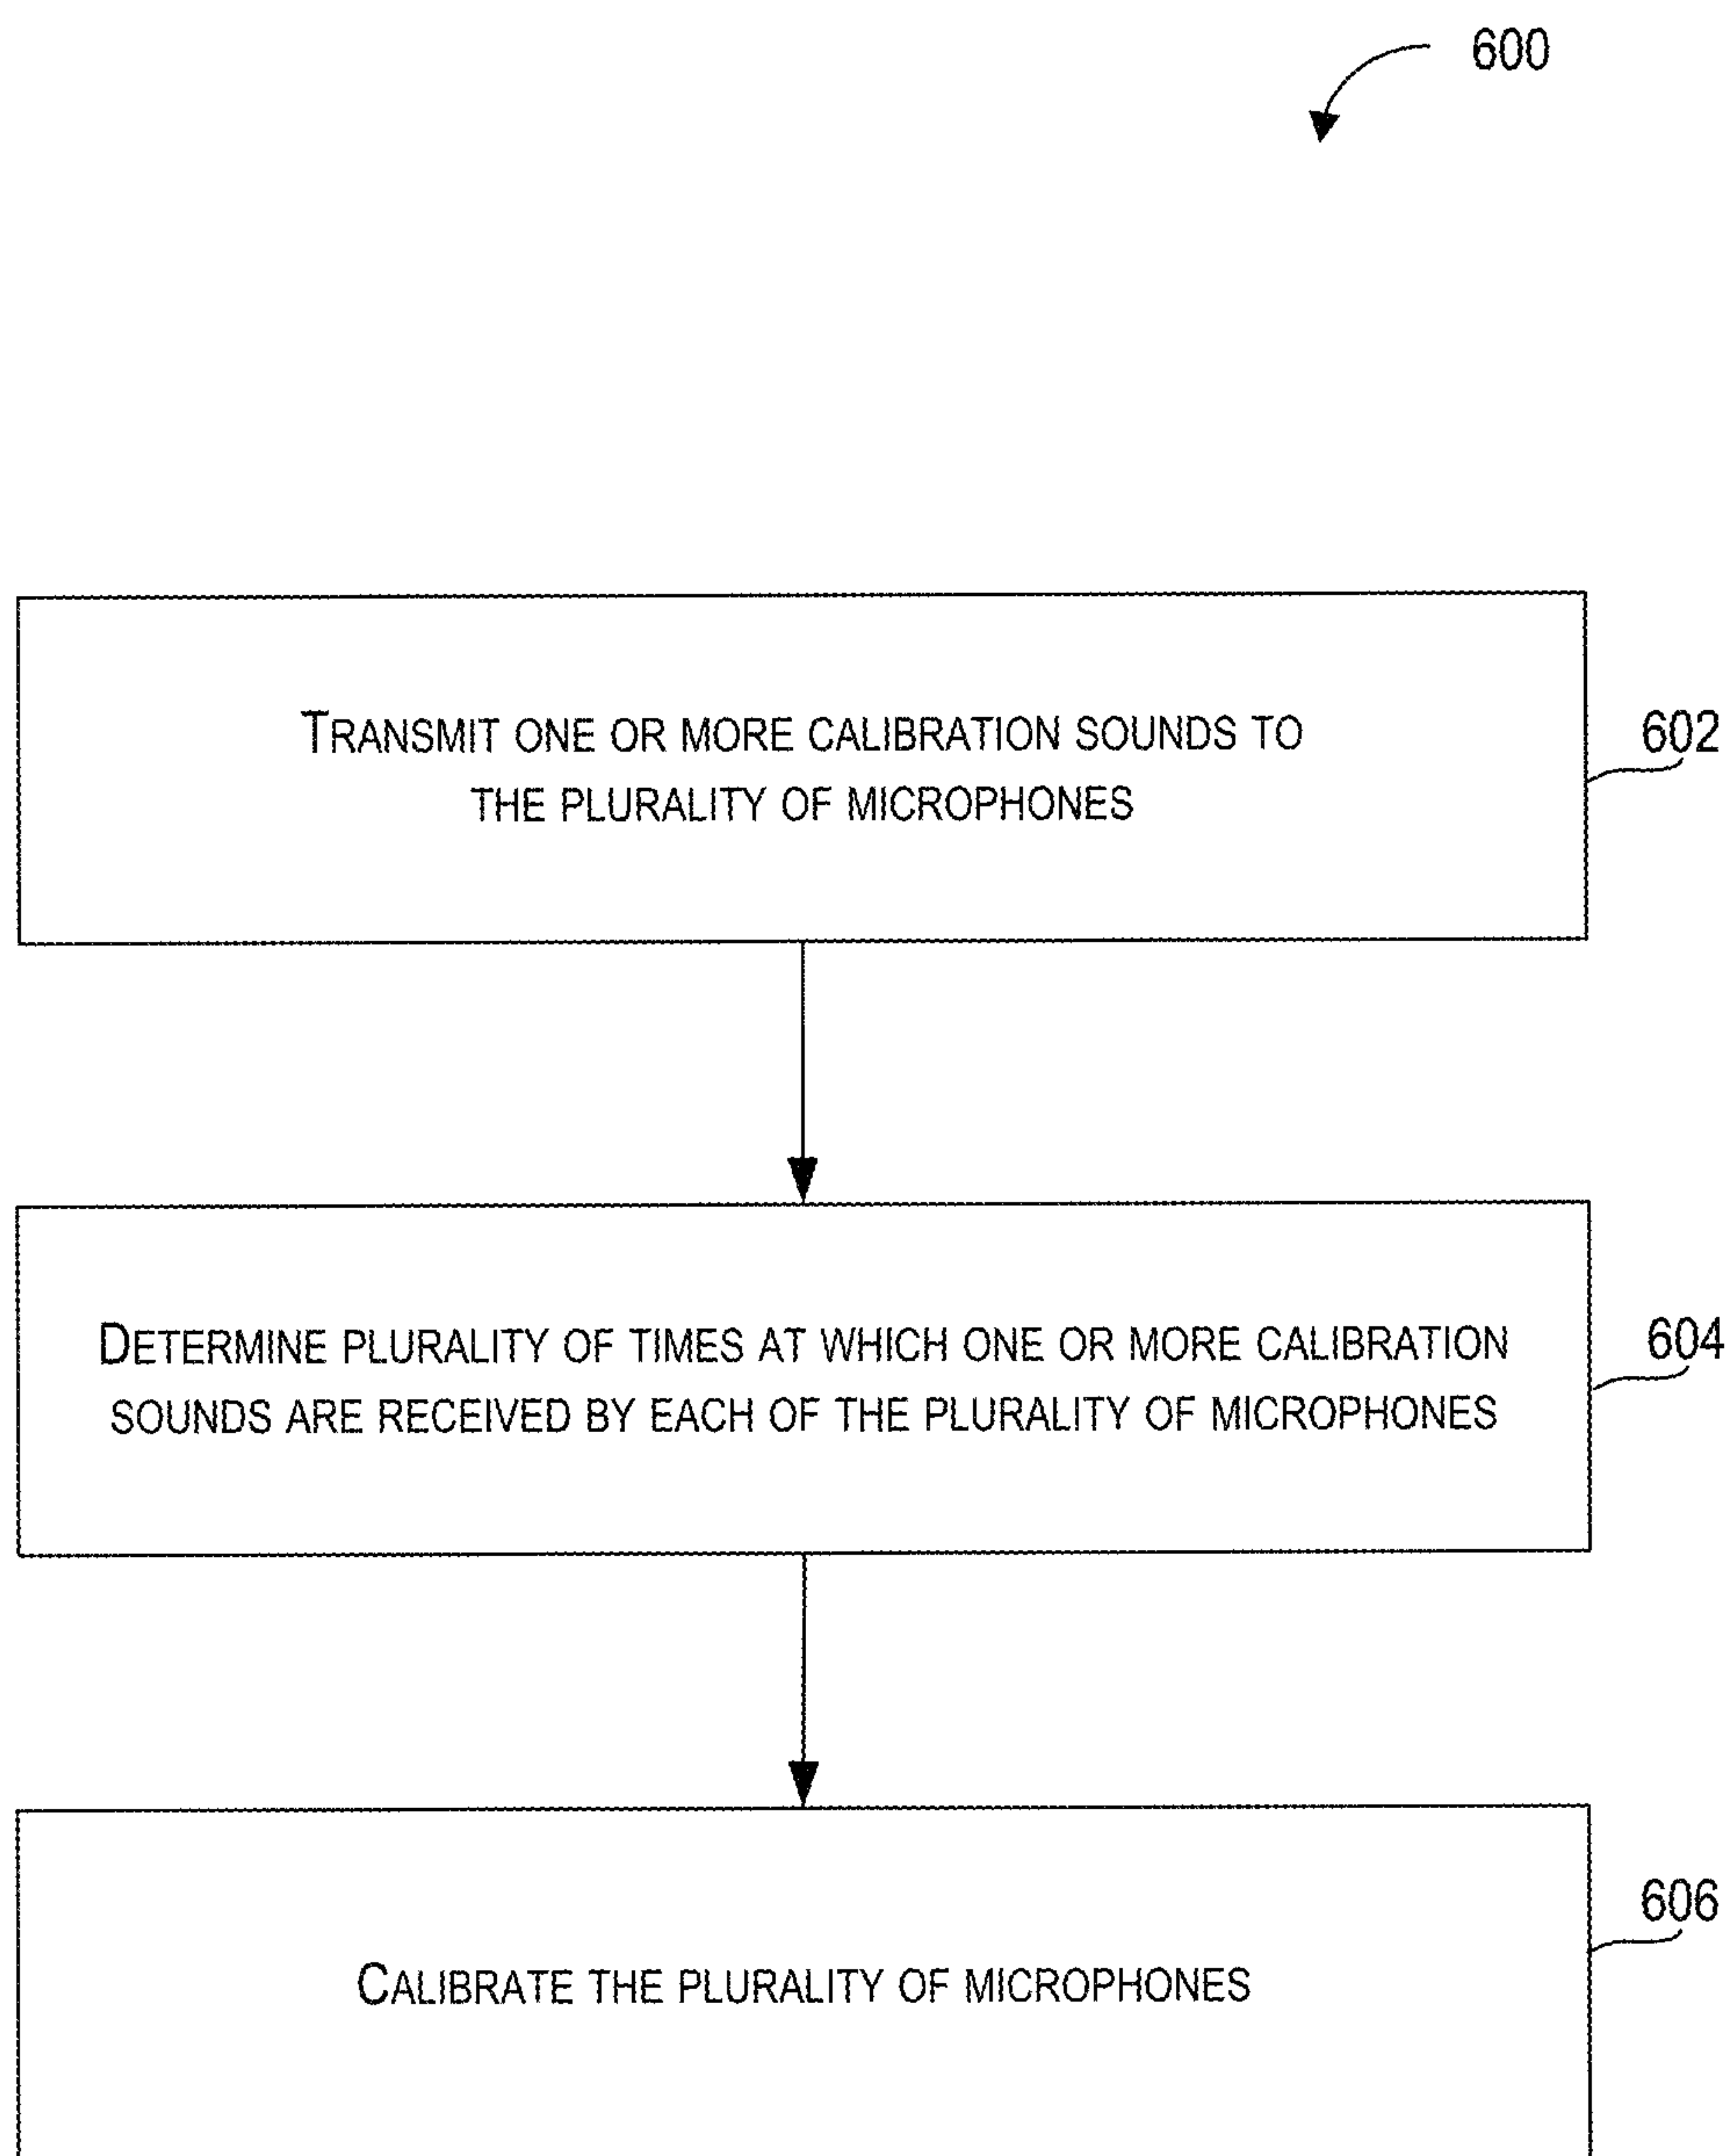 600
TRANSMIT ONE OR MORE CALIBRATION SOUNDS TO
THE PLURALITY OF MICROPHONES
602
DETERMINE PLURALITY OF TIMES AT WHICH ONE OR MORE CALIBRATION
SOUNDS ARE RECEIVED BY EACH OF THE PLURALITY OF MICROPHONES
604
CALIBRATE THE PLURALITY OF MICROPHONES
606